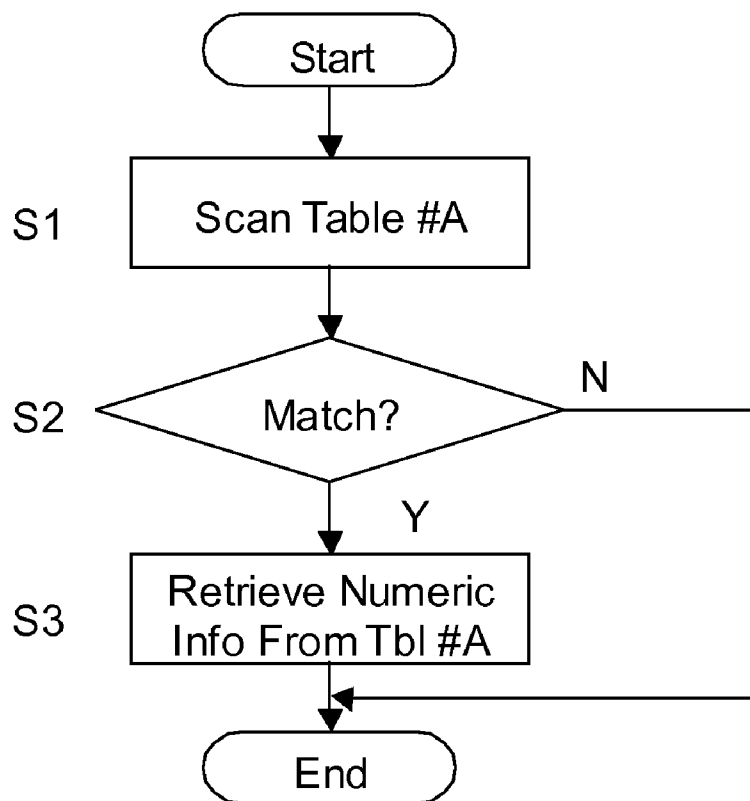 Start
S1
Scan Table #A
S2
Match?
N
Y
S3
Retrieve Numeric
Info From Tbl #A
End